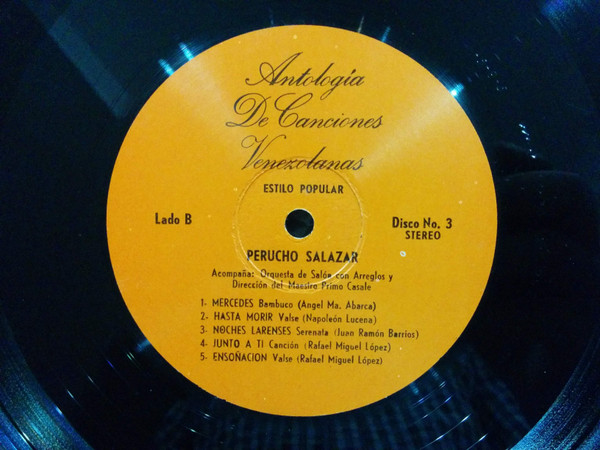 Antología
De Canciones
Venezolanas
ESTILO POPULAR
Lado B
Disco No. 3
STEREO
PERUCHO SALAZAR
Acompaña: Orquesta de Salón con Arreglos y
Dirección del Maestro Primo Casale
1- MERCEDES Bambuco (Angel Ma. Abarca)
2- HASTA MORIR Valse (Napoleón Lucena)
3- NOCHES LARENSES Serenata (Juan Ramón Barrios)
4- JUNTO A TI Canción (Rafael Miguel López)
5- ENSOÑACION Valse (Rafael Miguel López)